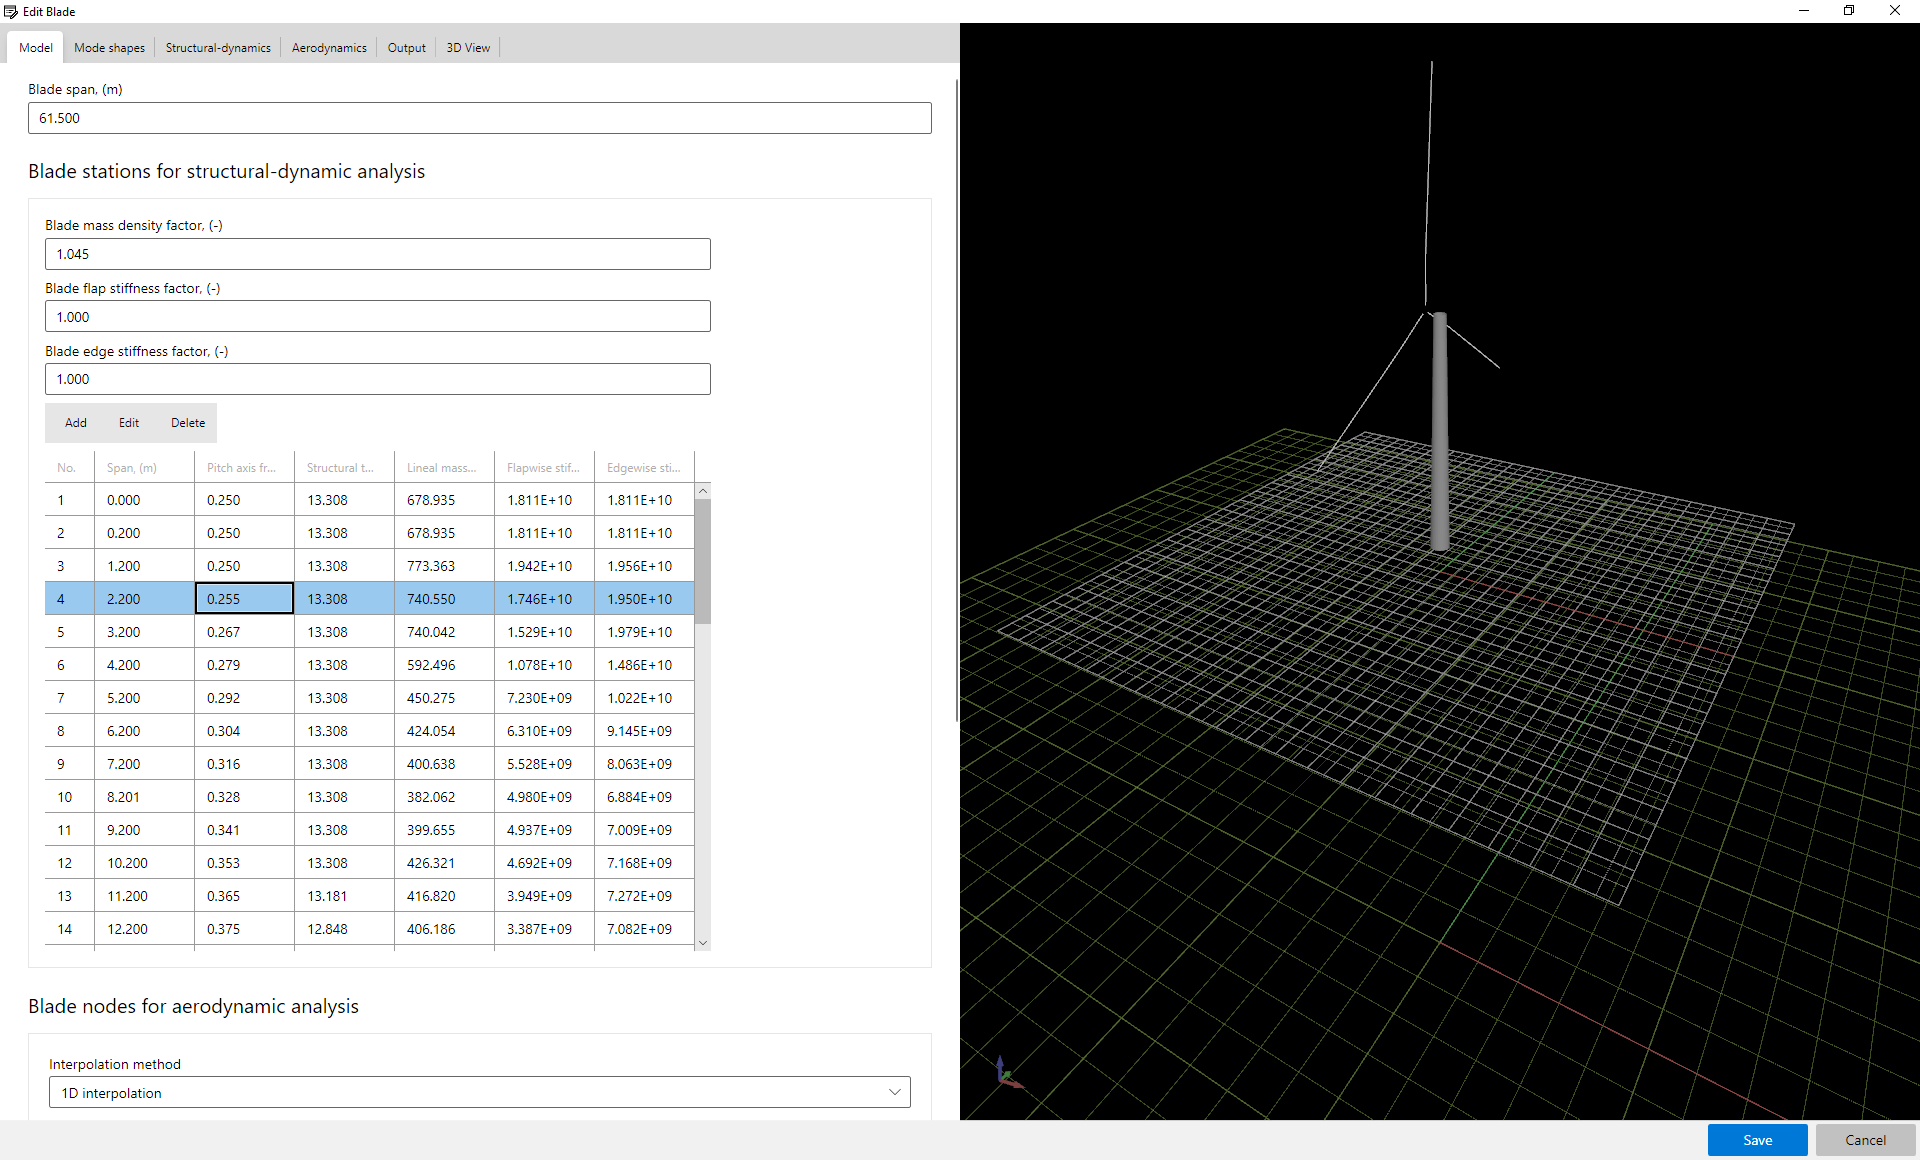 Edit Blade
Model Mode shapes Structural-dynamics Aerodynamics Output 3D View
Blade span, (m)
61.500
Blade stations for structural-dynamic analysis
Blade mass density factor, (-)
1.045
Blade flap stiffness factor, (-)
1.000
Blade edge stiffness factor, (-)
1.000
Add Edit Delete
No. Span, (m) Pitch axis fr... Structural t... Lineal mass... Flapwise stif... Edgewise sti...
1 0.000 0.250 13.308 678.935 1.811E+10 1.811E+10
2 0.200 0.250 13.308 678.935 1.811E+10 1.811E+10
3 1.200 0.250 13.308 773.363 1.942E+10 1.956E+10
4 2.200 0.255 13.308 740.550 1.746E+10 1.950E+10
5 3.200 0.267 13.308 740.042 1.529E+10 1.979E+10
6 4.200 0.279 13.308 592.496 1.078E+10 1.486E+10
7 5.200 0.292 13.308 450.275 7.230E+09 1.022E+10
8 6.200 0.304 13.308 424.054 6.310E+09 9.145E+09
9 7.200 0.316 13.308 400.638 5.528E+09 8.063E+09
10 8.201 0.328 13.308 382.062 4.980E+09 6.884E+09
11 9.200 0.341 13.308 399.655 4.937E+09 7.009E+09
12 10.200 0.353 13.308 426.321 4.692E+09 7.168E+09
13 11.200 0.365 13.181 416.820 3.949E+09 7.272E+09
14 12.200 0.375 12.848 406.186 3.387E+09 7.082E+09
Blade nodes for aerodynamic analysis
Interpolation method
1D interpolation
Save Cancel